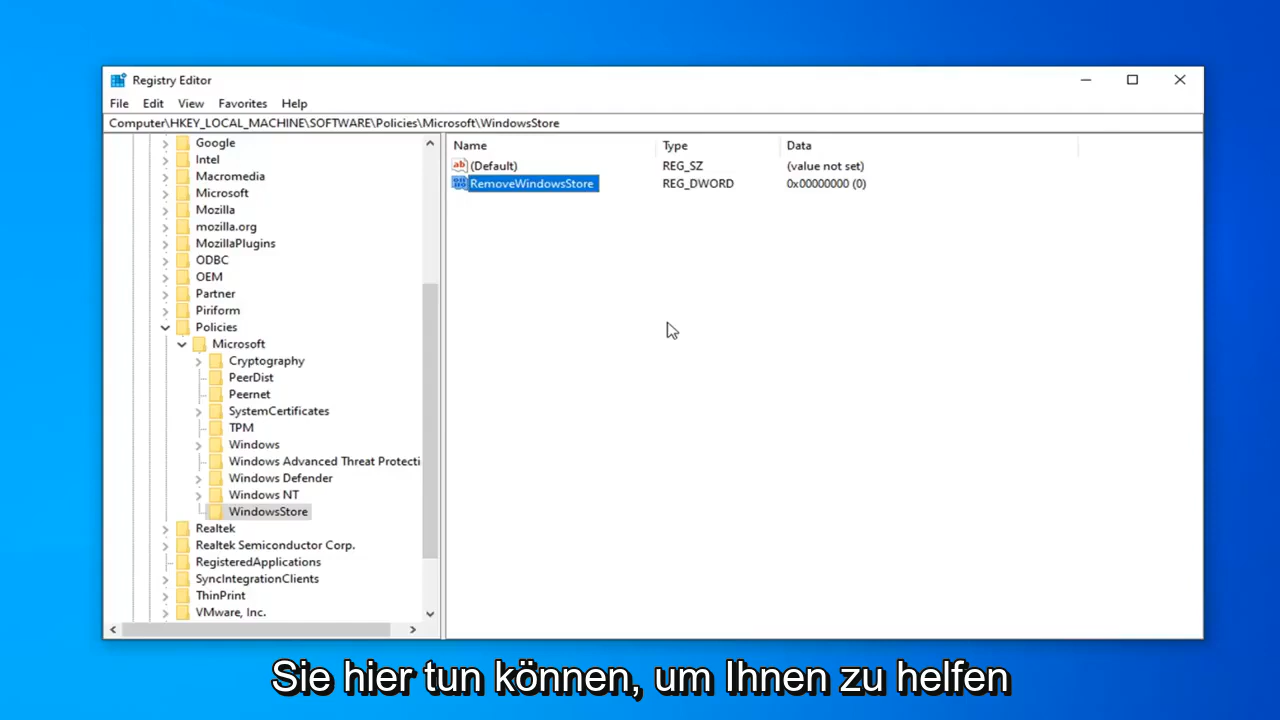 Registry Editor
File Edit View Favorites Help
Computer\HKEY_LOCAL_MACHINE\SOFTWARE\Policies\Microsoft\WindowsStore
Google
Intel
Macromedia
Microsoft
Mozilla
mozilla.org
MozillaPlugins
ODBC
OEM
Partner
Piriform
Policies
Microsoft
Cryptography
PeerDist
Peernet
SystemCertificates
TPM
Windows
Windows Advanced Threat Protecti
Windows Defender
Windows NT
WindowsStore
Realtek
Realtek Semiconductor Corp.
RegisteredApplications
SyncIntegrationClients
ThinPrint
VMware, Inc.
Name Type Data
ab (Default) REG_SZ (value not set)
RemoveWindowsStore REG_DWORD 0x00000000 (0)
Sie hier tun können, um Ihnen zu helfen